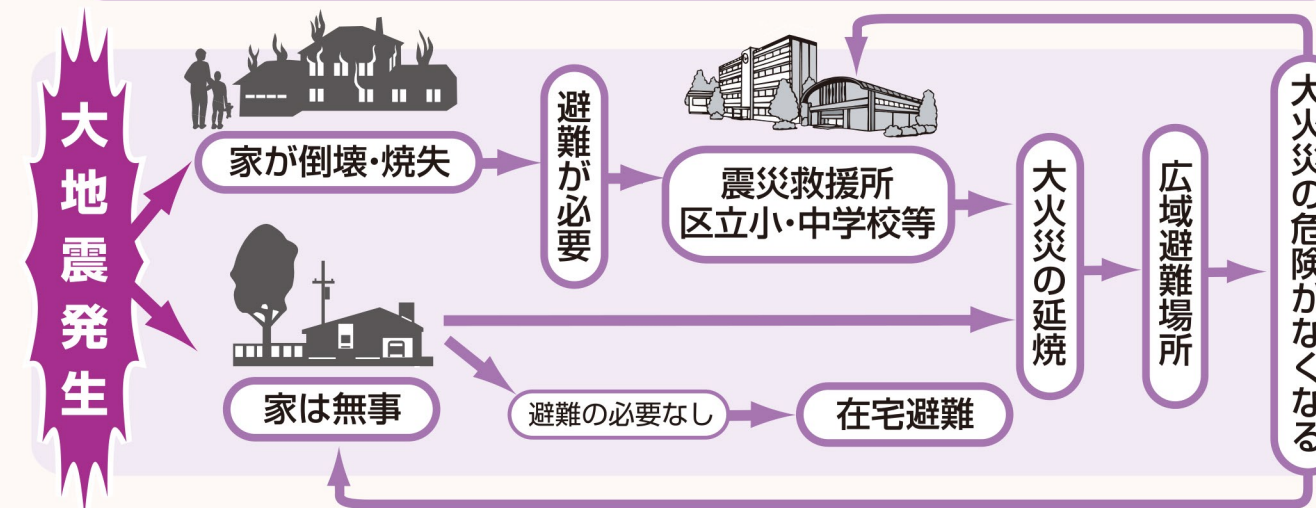 大地震発生
家が倒壊・焼失
避難が必要
震災救援所
区立小・中学校等
大火災の延焼
広域避難場所
大火災の危険がなくなる
家は無事
避難の必要なし
在宅避難